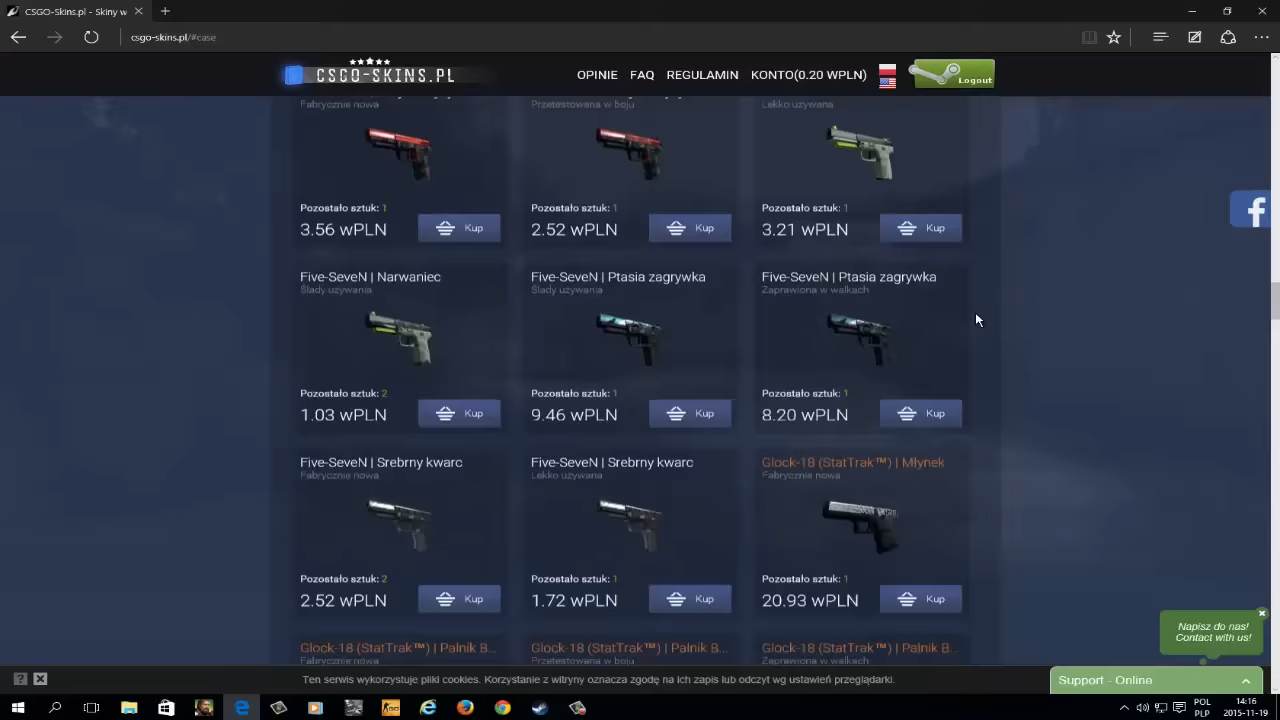 CSGO-Skins.pl - Skiny w
csgo-skins.pl/#case
CSGO-SKINS.PL
OPINIE FAQ REGULAMIN KONTO(0.20 WPLN)
Logout
Fabrycznie nowa
Przetestowana w boju
Lekko używana
Pozostało sztuk: 1
Pozostało sztuk: 1
Pozostało sztuk: 1
3.56 wPLN Kup
2.52 wPLN Kup
3.21 wPLN Kup
Five-SeveN | Narwaniec
Five-SeveN | Ptasia zagrywka
Five-SeveN | Ptasia zagrywka
Ślady używania
Ślady używania
Zaprawiona w walkach
Pozostało sztuk: 2
Pozostało sztuk: 1
Pozostało sztuk: 1
1.03 wPLN Kup
9.46 wPLN Kup
8.20 wPLN Kup
Five-SeveN | Srebrny kwarc
Five-SeveN | Srebrny kwarc
Glock-18 (StatTrak™) | Młynek
Fabrycznie nowa
Lekko używana
Fabrycznie nowa
Pozostało sztuk: 2
Pozostało sztuk: 1
Pozostało sztuk: 1
2.52 wPLN Kup
1.72 wPLN Kup
20.93 wPLN Kup
Napisz do nas!
Contact with us!
Glock-18 (StatTrak™) | Palnik B...
Glock-18 (StatTrak™) | Palnik B...
Glock-18 (StatTrak™) | Palnik B...
Fabrycznie nowa
Przetestowana w boju
Zaprawiona w walkach
Ten serwis wykorzystuje pliki cookies. Korzystanie z witryny oznacza zgodę na ich zapis lub odczyt wg ustawień przeglądarki.
Support - Online
POL
PLP
14:16
2015-11-19